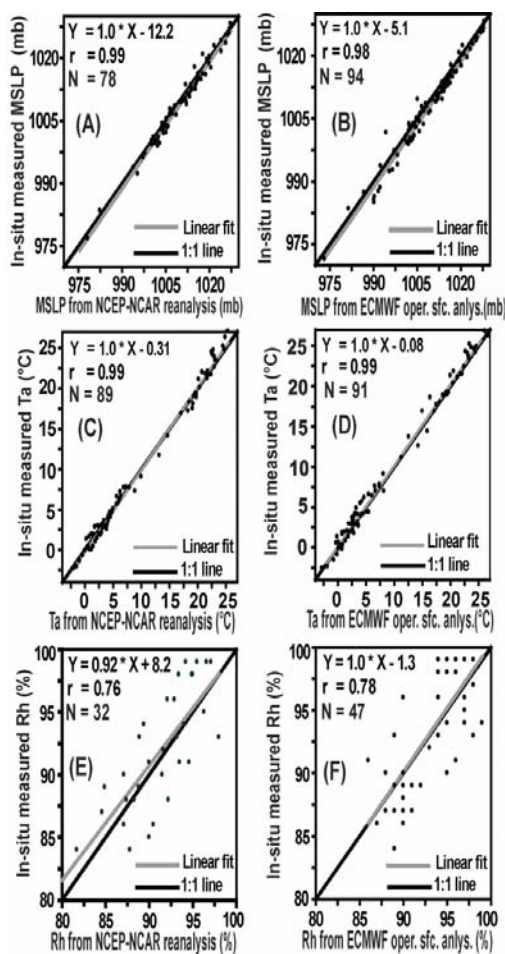 Y = 1.0 * X - 12.2
r = 0.99
N = 78
(A)
In-situ measured MSLP (mb)
1020
1005
990
975
Linear fit
1:1 line
975 990 1005 1020
MSLP from NCEP-NCAR reanalysis (mb)
Y = 1.0 * X - 5.1
r = 0.98
N = 94
(B)
In-situ measured MSLP (mb)
1020
1005
990
975
Linear fit
1:1 line
975 990 1005 1020
MSLP from ECMWF oper. sfc. anlys.(mb)
Y = 1.0 * X - 0.31
r = 0.99
N = 89
(C)
In-situ measured Ta (°C)
25
20
15
10
5
0
Linear fit
1:1 line
0 5 10 15 20 25
Ta from NCEP-NCAR reanalysis (°C)
Y = 1.0 * X - 0.08
r = 0.99
N = 91
(D)
In-situ measured Ta (°C)
25
20
15
10
5
0
Linear fit
1:1 line
0 5 10 15 20 25
Ta from ECMWF oper. sfc. anlys.(°C)
Y = 0.92 * X + 8.2
r = 0.76
N = 32
(E)
In-situ measured Rh (%)
100
95
90
85
80
Linear fit
1:1 line
80 85 90 95 100
Rh from NCEP-NCAR reanalysis (%)
Y = 1.0 * X - 1.3
r = 0.78
N = 47
(F)
In-situ measured Rh (%)
100
95
90
85
80
Linear fit
1:1 line
80 85 90 95 100
Rh from ECMWF oper. sfc. anlys. (%)